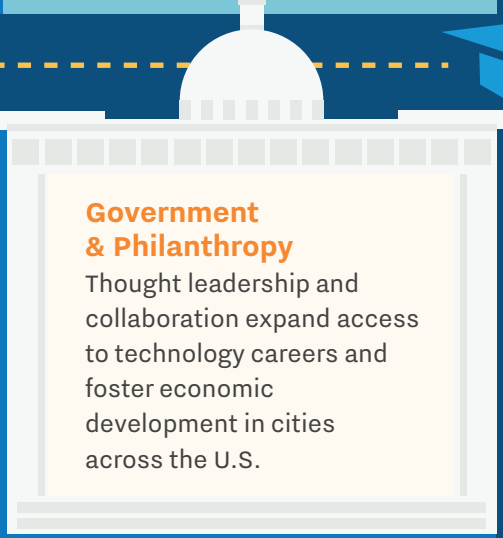 Government
& Philanthropy
Thought leadership and
collaboration expand access
to technology careers and
foster economic
development in cities
across the U.S.